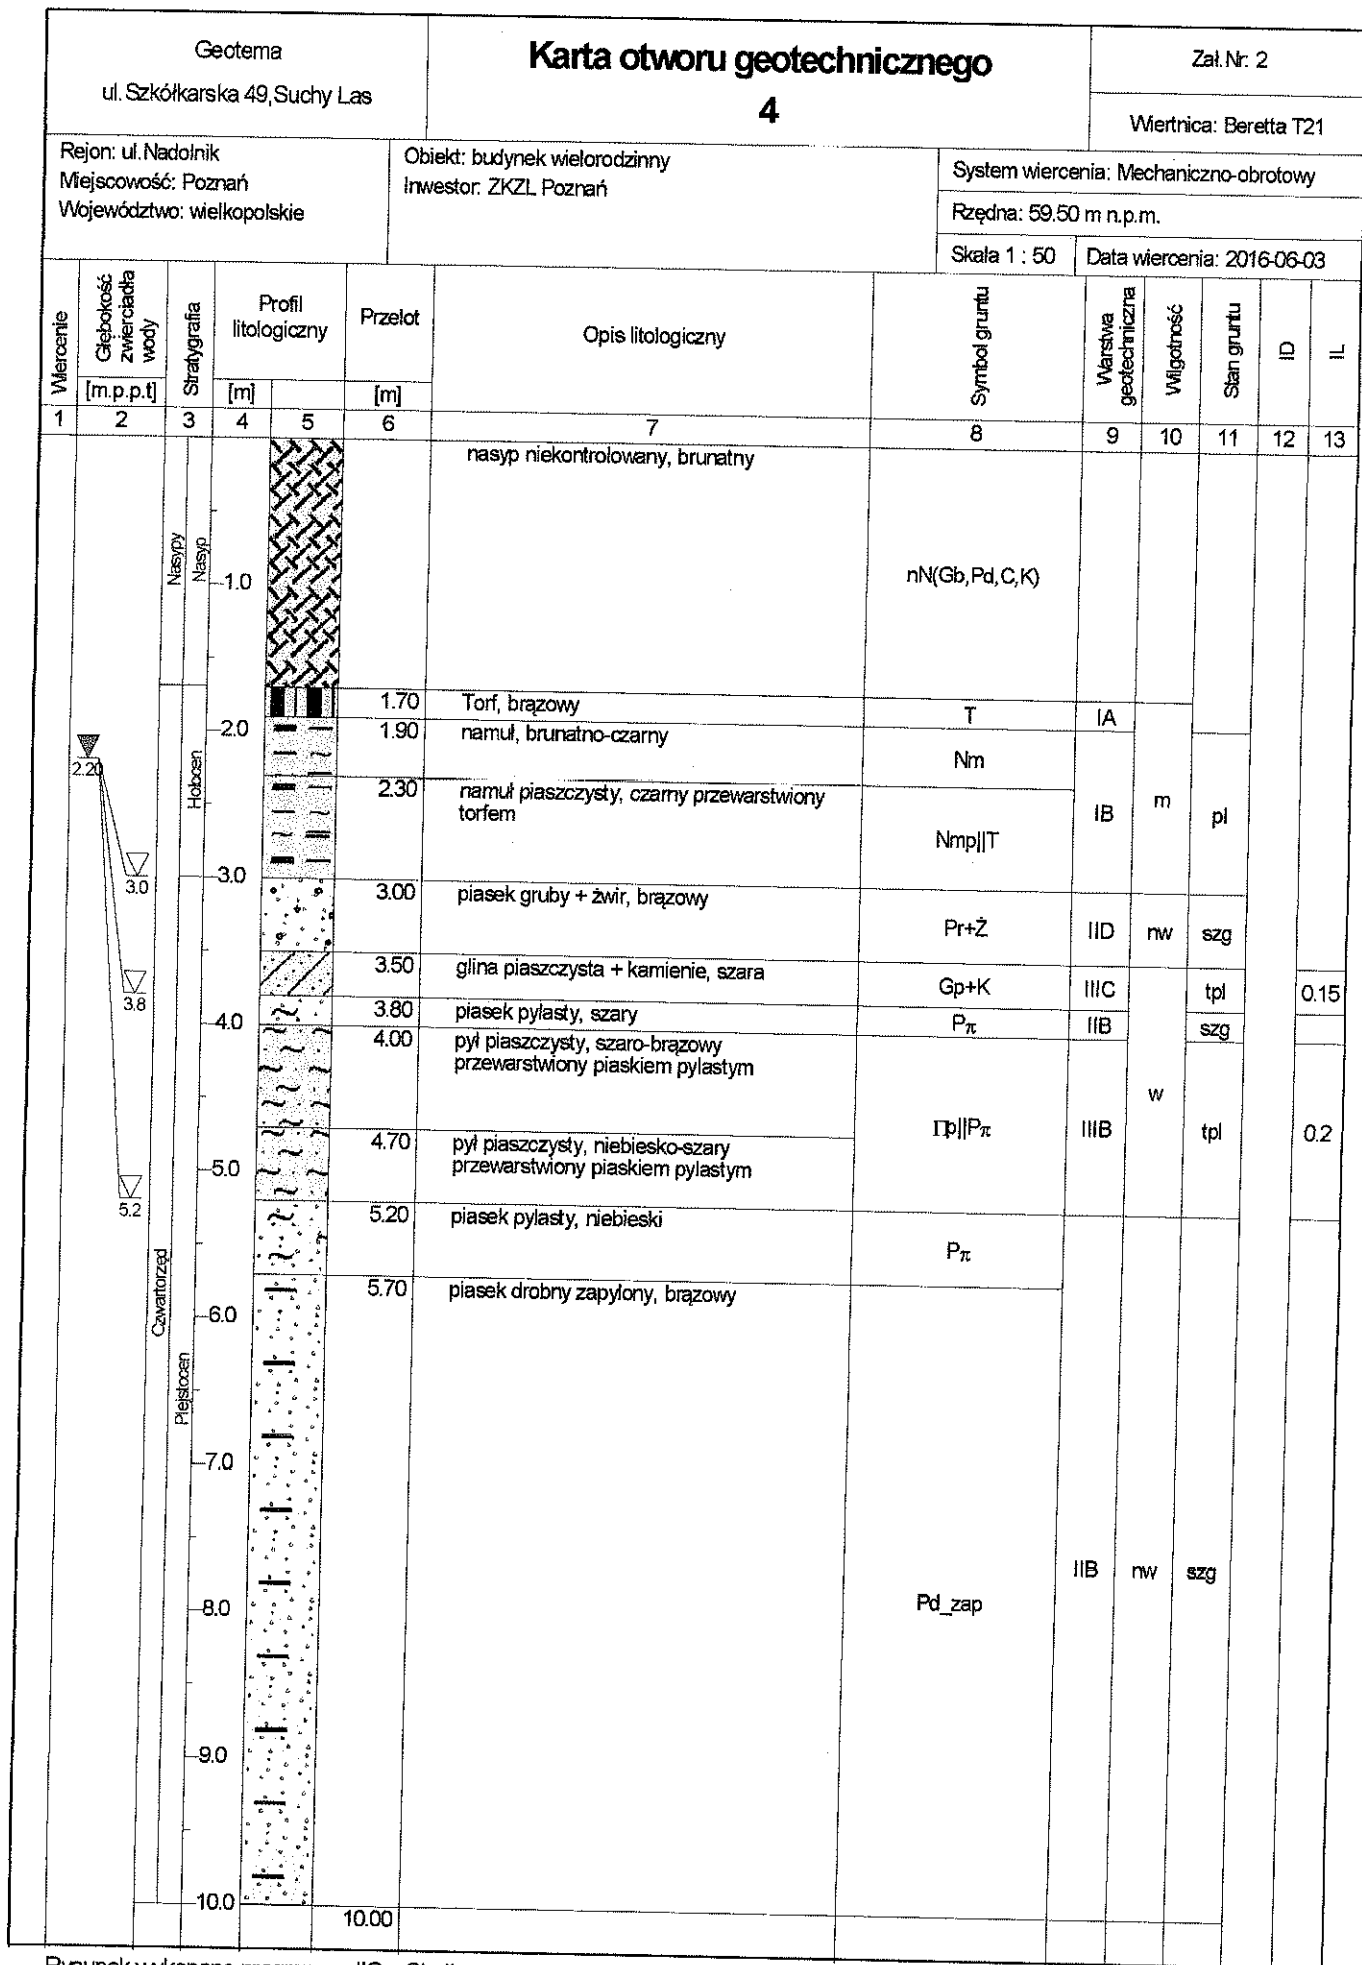 Geotema
ul. Szkółkarska 49, Suchy Las
Karta otworu geotechnicznego
4
Zał. Nr: 2
Wiertnica: Beretta T21
Rejon: ul. Nadolnik
Miejscowość: Poznań
Województwo: wielkopolskie
Obiekt: budynek wielorodzinny
Inwestor: ZKZL Poznań
System wiercenia: Mechaniczno-obrotowy
Rzędna: 59.50 m n.p.m.
Skala 1 : 50
Data wiercenia: 2016-06-03
Wiercenie
Głębokość zwierciadła wody
[m.p.p.t]
Stratygrafia
Profil litologiczny
[m]
Przelot
[m]
Opis litologiczny
Symbol gruntu
Warstwa geotechniczna
Wilgotność
Stan gruntu
ID
IL
1 2 3 4 5 6 7 8 9 10 11 12 13
nasyp niekontrolowany, brunatny
Nasypy
Nasyp
1.0
nN(Gb,Pd,C,K)
1.70 Torf, brązowy T IA
2.0
1.90 namuł, brunatno-czarny Nm
2.20
Holocen
2.30 namuł piaszczysty, czarny przewarstwiony
torfem
Nmp||T
IB m pl
3.0
3.0
3.00 piasek gruby + żwir, brązowy
Pr+Ż IID nw szg
3.50 glina piaszczysta + kamienie, szara
Gp+K IIIC tpl 0.15
3.8
3.80 piasek pylasty, szary Pπ IIB szg
4.0
4.00 pył piaszczysty, szaro-brązowy
przewarstwiony piaskiem pylastym
w
Πp||Pπ IIIB tpl 0.2
4.70 pył piaszczysty, niebiesko-szary
przewarstwiony piaskiem pylastym
5.0
5.2
5.20 piasek pylasty, niebieski
Pπ
5.70 piasek drobny zapylony, brązowy
Czwartorzęd
6.0
Plejstocen
7.0
IIB nw szg
Pd_zap
8.0
9.0
10.0
10.00